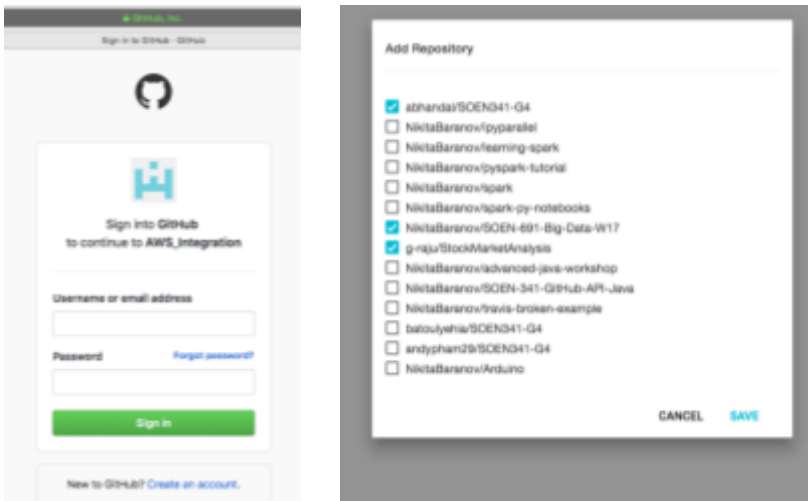 GitHub, Inc.
Sign in to GitHub · GitHub
Sign into GitHub
to continue to AWS_Integration
Username or email address
Password Forgot password?
Sign in
New to GitHub? Create an account.
Add Repository
abhandal/SOEN341-G4
NikitaBaranov/ipyparallel
NikitaBaranov/learning-spark
NikitaBaranov/pyspark-tutorial
NikitaBaranov/spark
NikitaBaranov/spark-py-notebooks
NikitaBaranov/SOEN-691-Big-Data-W17
g-raju/StockMarketAnalysis
NikitaBaranov/advanced-java-workshop
NikitaBaranov/SOEN-341-GitHub-API-Java
NikitaBaranov/travis-broken-example
batoulyehia/SOEN341-G4
andypham29/SOEN341-G4
NikitaBaranov/Arduino
CANCEL SAVE